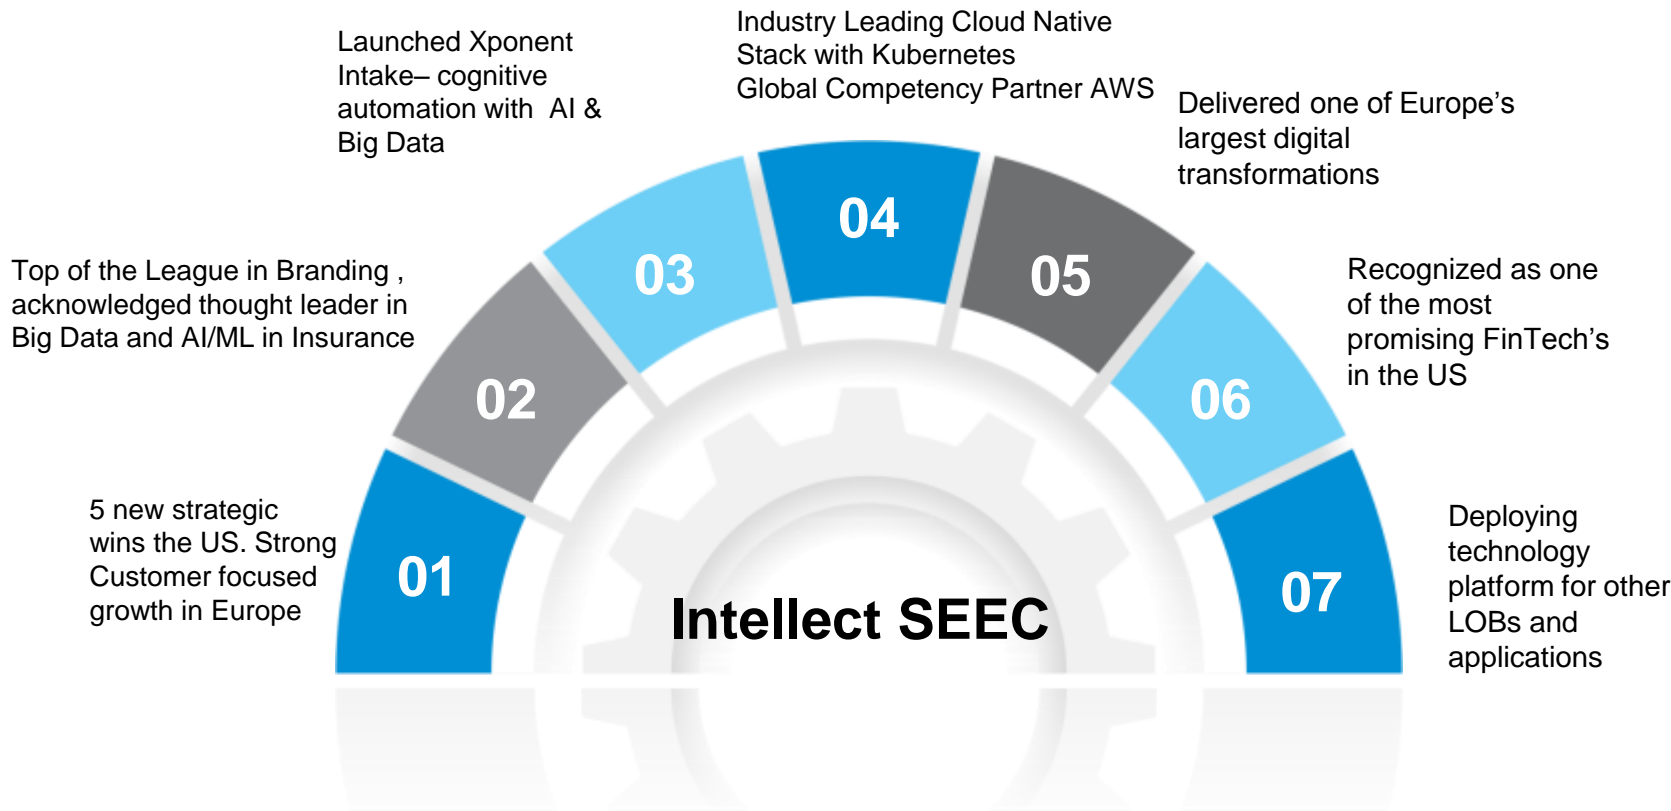 5 new strategic
wins the US. Strong
Customer focused
growth in Europe
01
Top of the League in Branding ,
acknowledged thought leader in
Big Data and AI/ML in Insurance
02
Launched Xponent
Intake– cognitive
automation with  AI &
Big Data
03
Industry Leading Cloud Native
Stack with Kubernetes
Global Competency Partner AWS
04
Delivered one of Europe’s
largest digital
transformations
05
Recognized as one
of the most
promising FinTech’s
in the US
06
Deploying
technology
platform for other
LOBs and
applications
07
Intellect SEEC